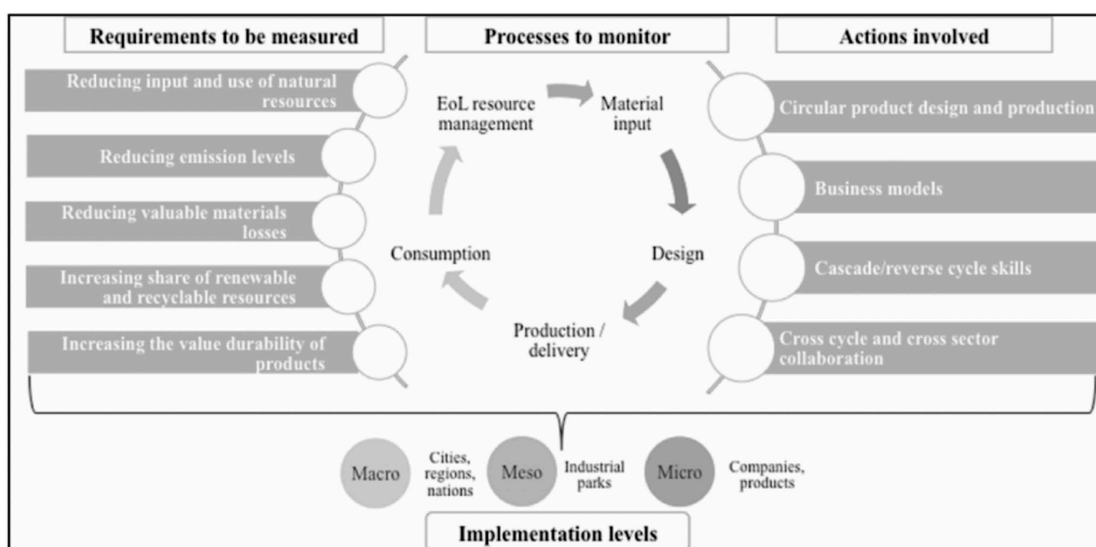 Requirements to be measured
Processes to monitor
Actions involved
Reducing input and use of natural
resources
Reducing emission levels
Reducing valuable materials
losses
Increasing share of renewable
and recyclable resources
Increasing the value durability of
products
EoL resource
management
Material
input
Design
Production /
delivery
Consumption
Circular product design and production
Business models
Cascade/reverse cycle skills
Cross cycle and cross sector
collaboration
Macro
Cities,
regions,
nations
Meso
Industrial
parks
Micro
Companies,
products
Implementation levels